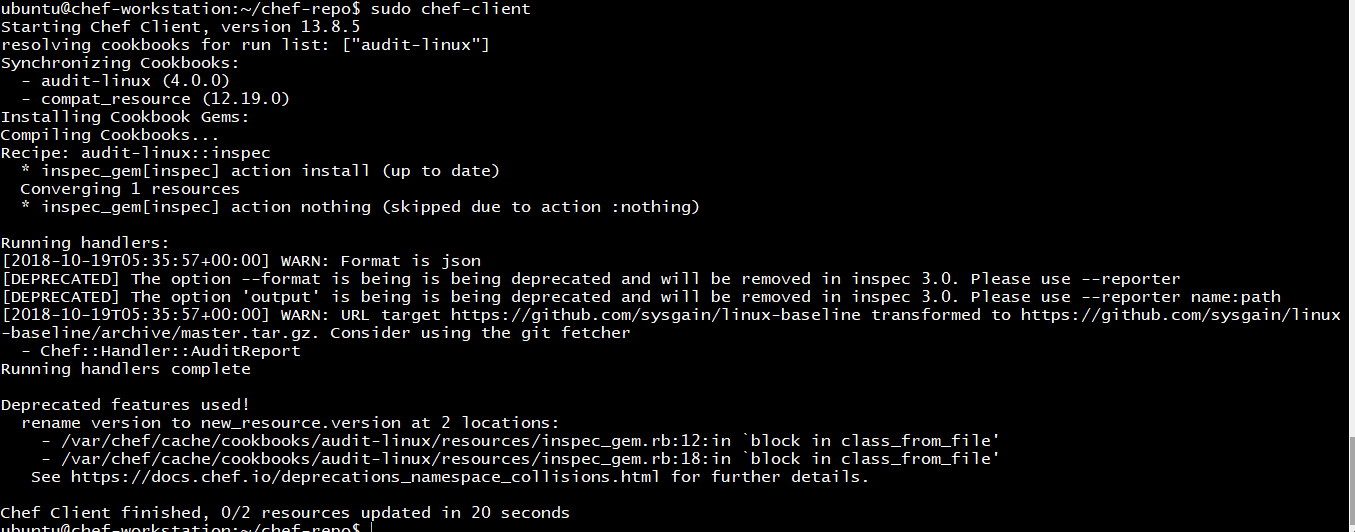 ubuntu@chef-workstation:~/chef-repo$ sudo chef-client
Starting Chef Client, version 13.8.5
resolving cookbooks for run list: ["audit-linux"]
Synchronizing Cookbooks:
  - audit-linux (4.0.0)
  - compat_resource (12.19.0)
Installing Cookbook Gems:
Compiling Cookbooks...
Recipe: audit-linux::inspec
  * inspec_gem[inspec] action install (up to date)
  Converging 1 resources
  * inspec_gem[inspec] action nothing (skipped due to action :nothing)

Running handlers:
[2018-10-19T05:35:57+00:00] WARN: Format is json
[DEPRECATED] The option --format is being is being deprecated and will be removed in inspec 3.0. Please use --reporter
[DEPRECATED] The option 'output' is being is being deprecated and will be removed in inspec 3.0. Please use --reporter name:path
[2018-10-19T05:35:57+00:00] WARN: URL target https://github.com/sysgain/linux-baseline transformed to https://github.com/sysgain/linux
-baseline/archive/master.tar.gz. Consider using the git fetcher
  - Chef::Handler::AuditReport
Running handlers complete

Deprecated features used!
  rename version to new_resource.version at 2 locations:
    - /var/chef/cache/cookbooks/audit-linux/resources/inspec_gem.rb:12:in `block in class_from_file'
    - /var/chef/cache/cookbooks/audit-linux/resources/inspec_gem.rb:18:in `block in class_from_file'
   See https://docs.chef.io/deprecations_namespace_collisions.html for further details.

Chef Client finished, 0/2 resources updated in 20 seconds
ubuntu@chef-workstation:~/chef-repo$